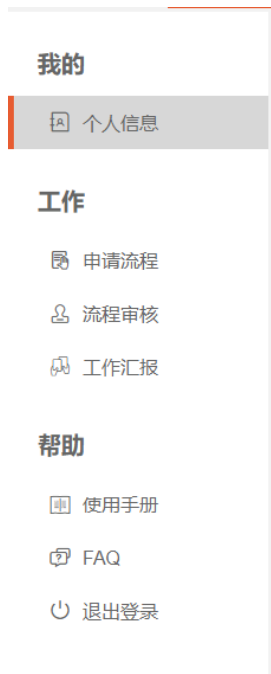 我的
个人信息
工作
申请流程
流程审核
工作汇报
帮助
使用手册
FAQ
退出登录